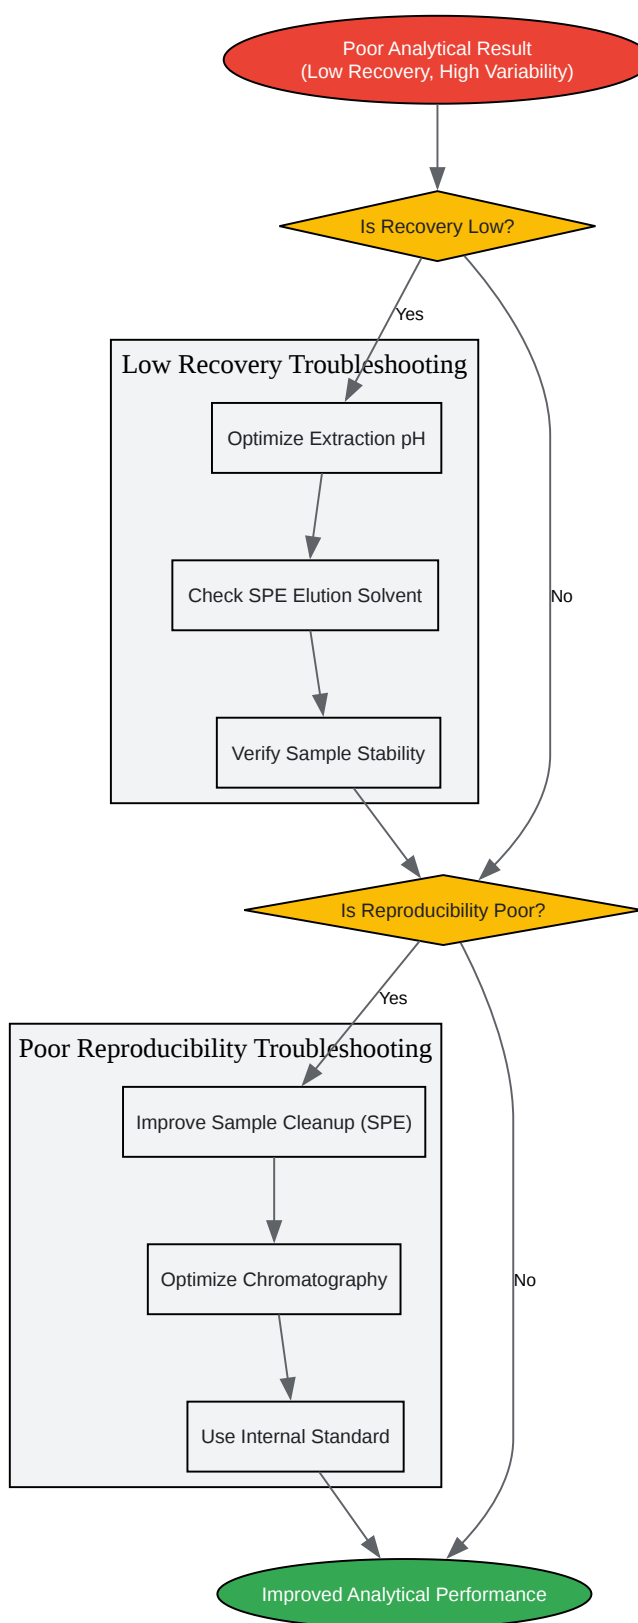 Poor Analytical Result
(Low Recovery, High Variability)
Is Recovery Low?
Yes
Low Recovery Troubleshooting
Optimize Extraction pH
Check SPE Elution Solvent
No
Verify Sample Stability
Is Reproducibility Poor?
Yes
Poor Reproducibility Troubleshooting
Improve Sample Cleanup (SPE)
Optimize Chromatography
No
Use Internal Standard
Improved Analytical Performance